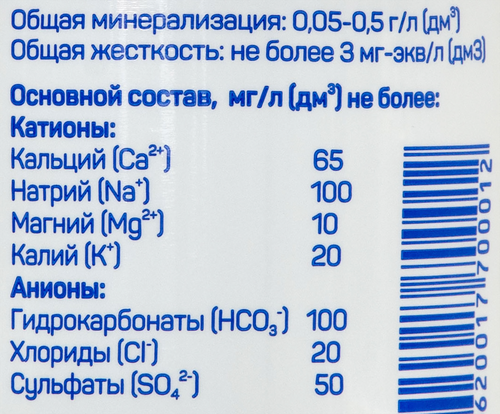 Общая минерализация: 0,05-0,5 г/л (дм³)
Общая жесткость: не более 3 мг-экв/л (дм3)
Основной состав, мг/л (дм³) не более:
Катионы:
Кальций (Ca²⁺) 65
Натрий (Na⁺) 100
Магний (Mg²⁺) 10
Калий (K⁺) 20
Анионы:
Гидрокарбонаты (HCO₃⁻) 100
Хлориды (Cl⁻) 20
Сульфаты (SO₄²⁻) 50
620017700012